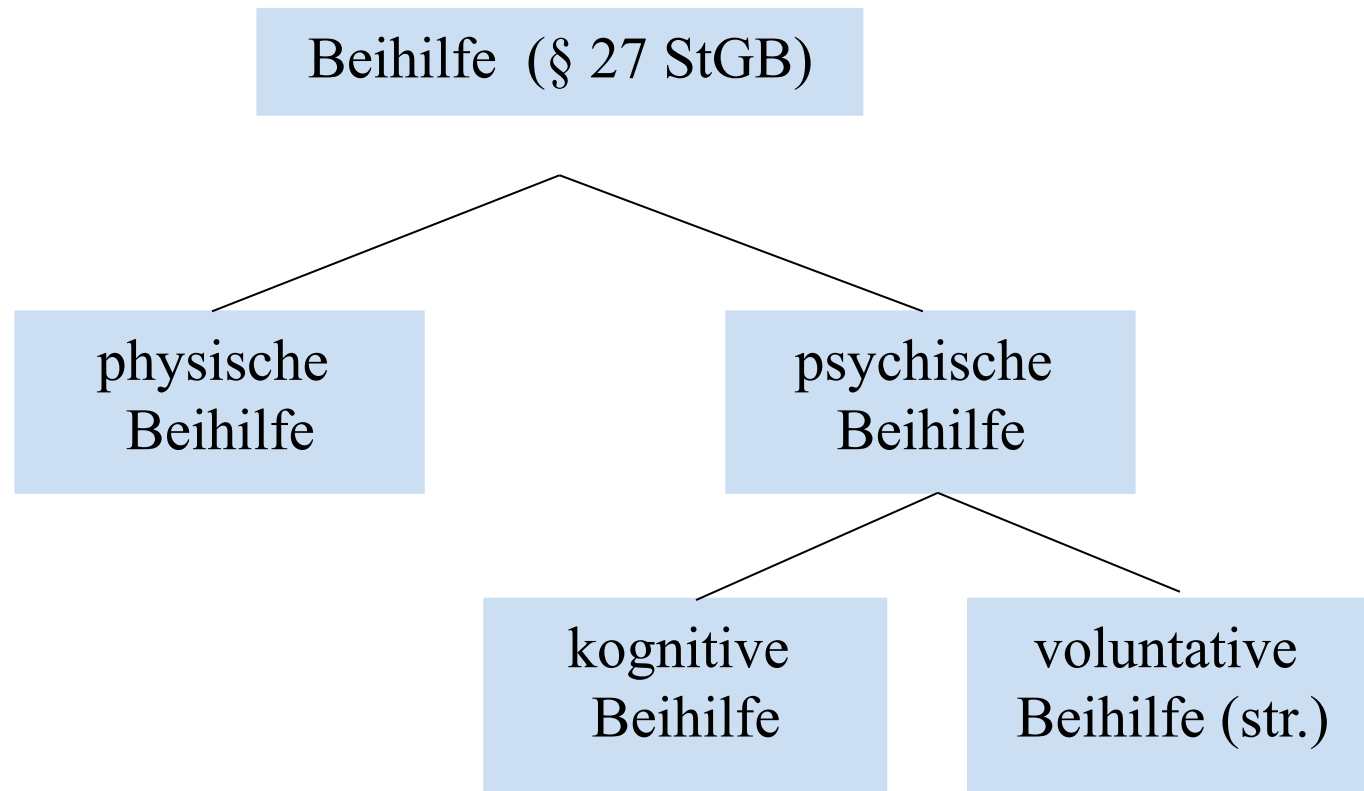 Beihilfe (§ 27 StGB)
physische
Beihilfe
psychische
Beihilfe
kognitive
Beihilfe
voluntative
Beihilfe (str.)